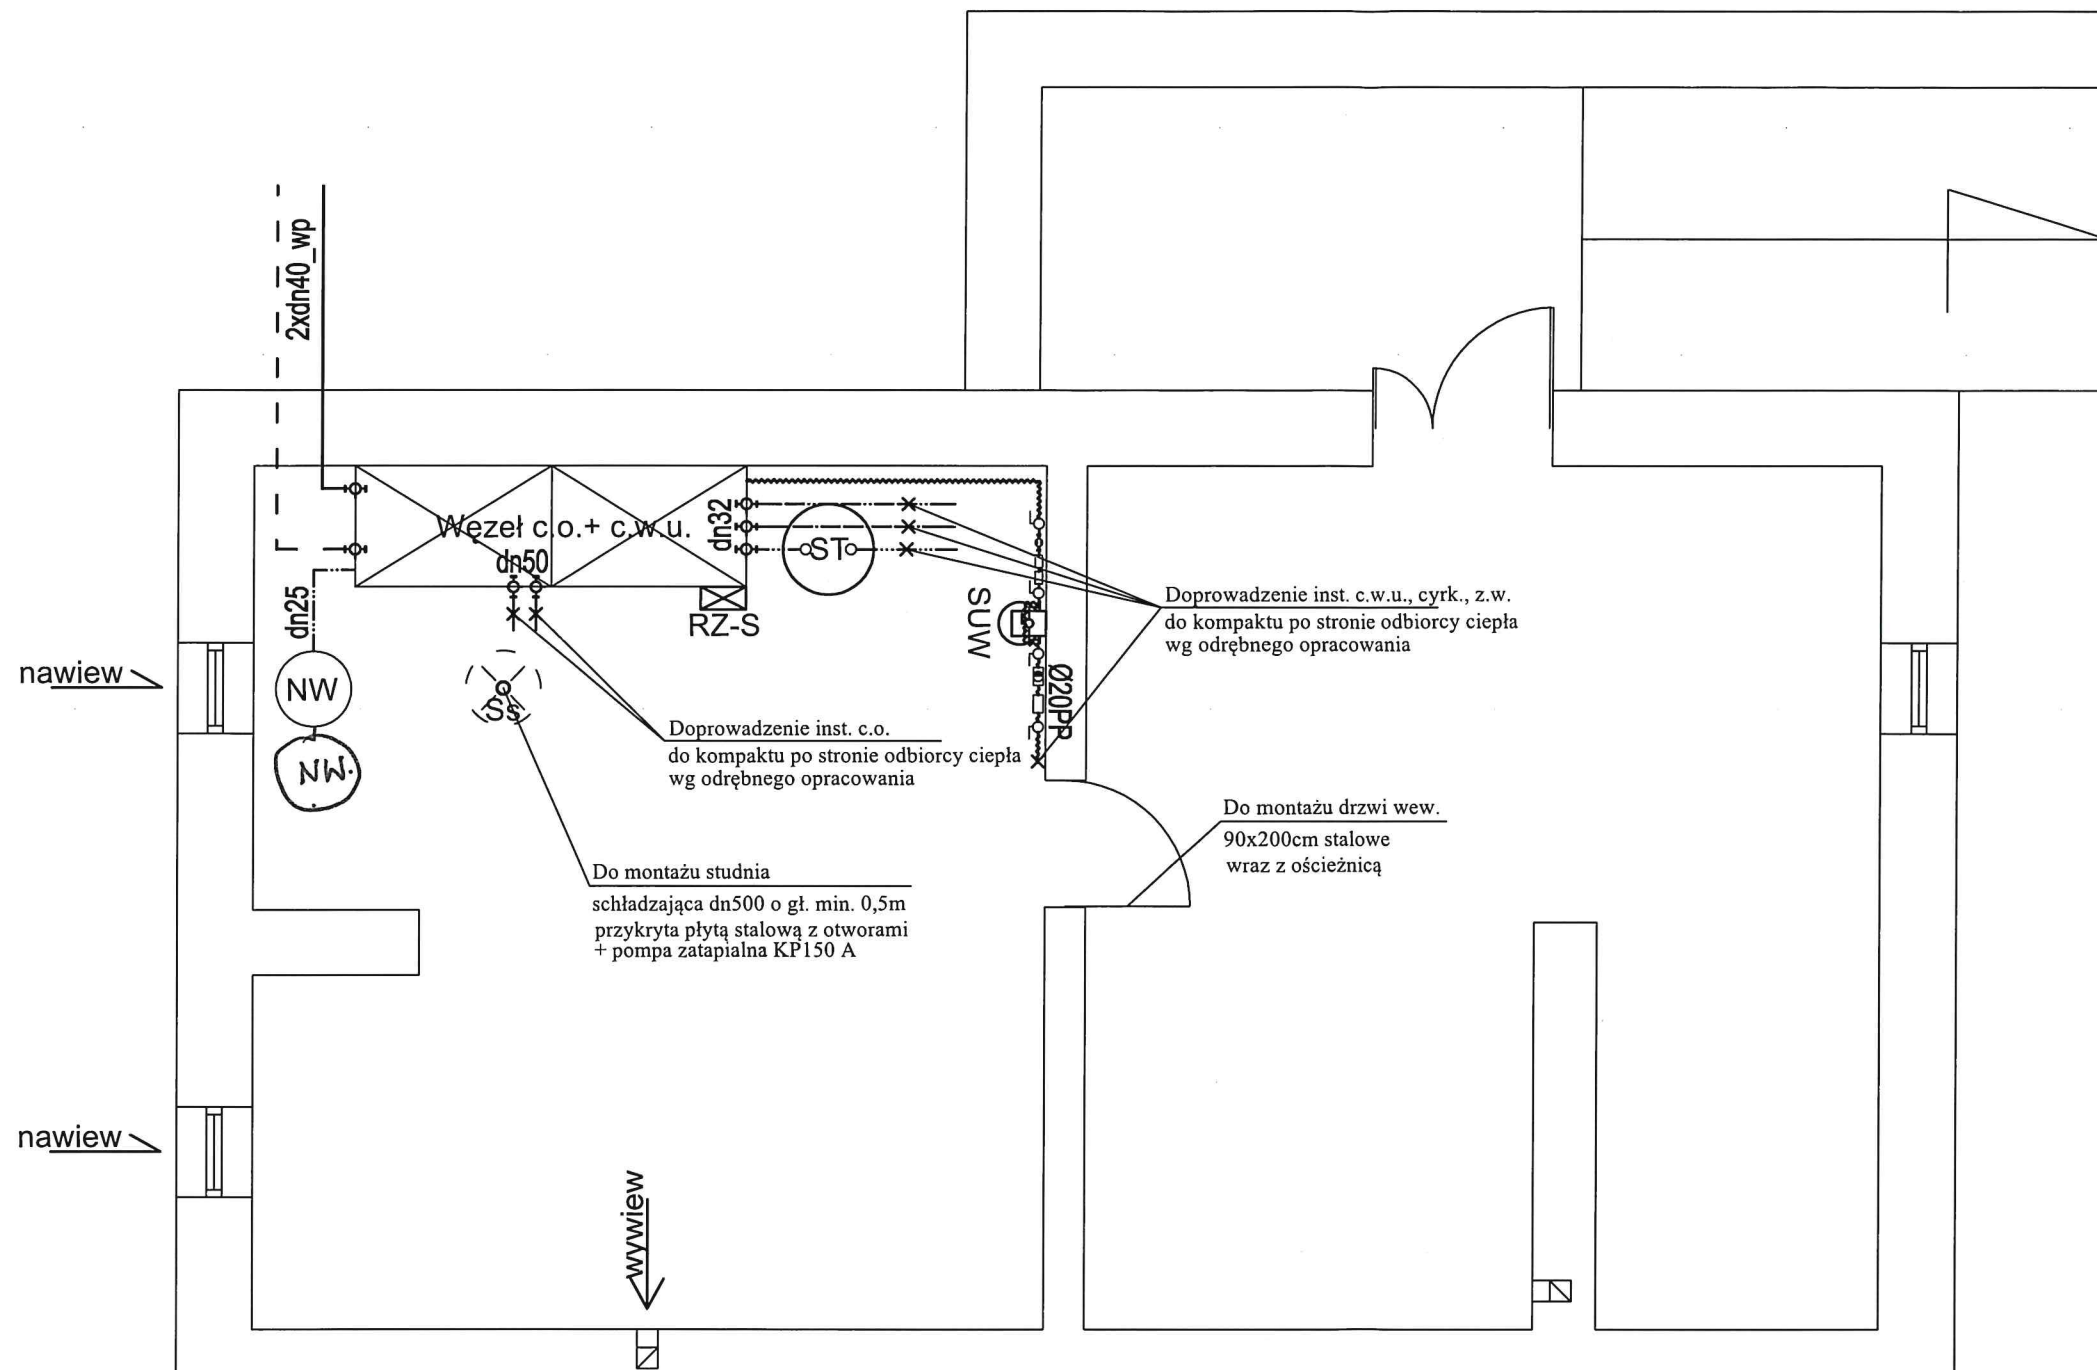 2xdn40_wp
Węzeł c.o.+ c.w.u.
dn32
dn50
ST
dn25
RZ-S
SUW
Ø20PP
Doprowadzenie inst. c.w.u., cyrk., z.w.
do kompaktu po stronie odbiorcy ciepła
wg odrębnego opracowania
nawiew
NW
NW.
Ss
Doprowadzenie inst. c.o.
do kompaktu po stronie odbiorcy ciepła
wg odrębnego opracowania
Do montażu drzwi wew.
90x200cm stalowe
wraz z ościeżnicą
Do montażu studnia
schładzająca dn500 o gł. min. 0,5m
przykryta płytą stalową z otworami
+ pompa zatapialna KP150 A
nawiew
wywiew